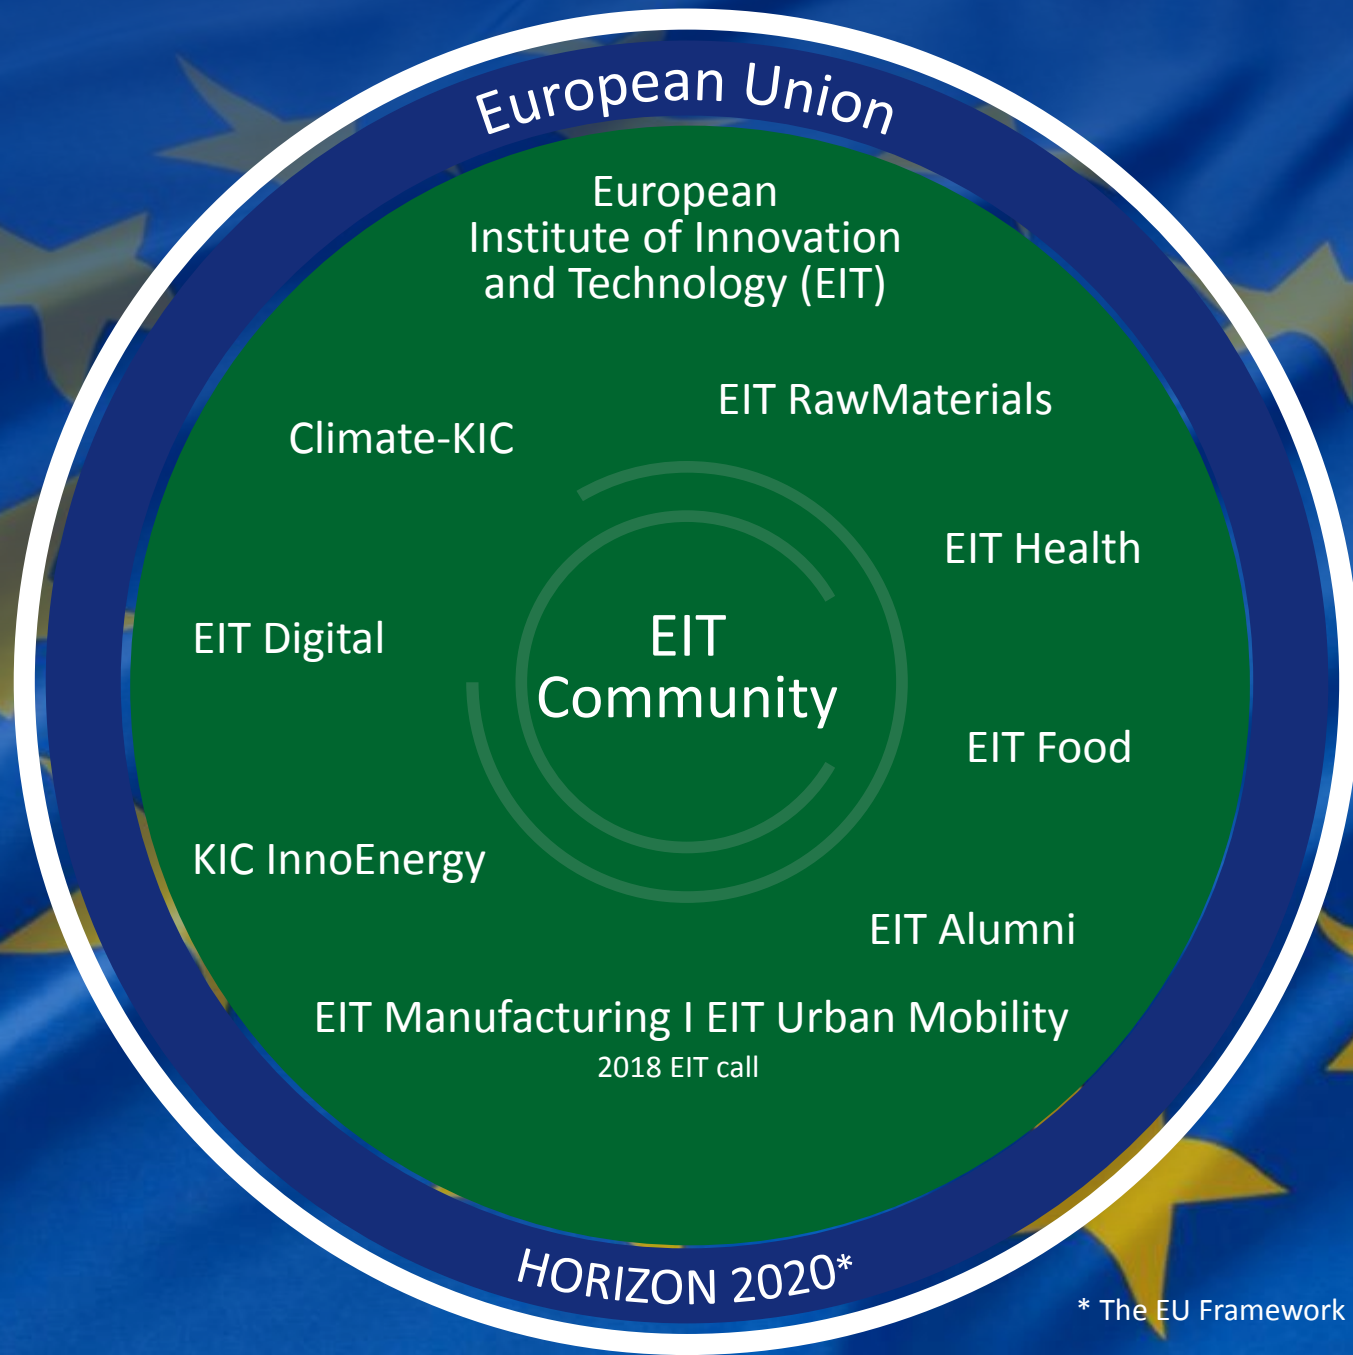 European Union
European
Institute of Innovation
and Technology (EIT)
EIT RawMaterials
Climate-KIC
EIT Health
EIT Digital
EIT
Community
EIT Food
KIC InnoEnergy
EIT Alumni
EIT Manufacturing I EIT Urban Mobility
2018 EIT call
HORIZON 2020*
* The EU Framework